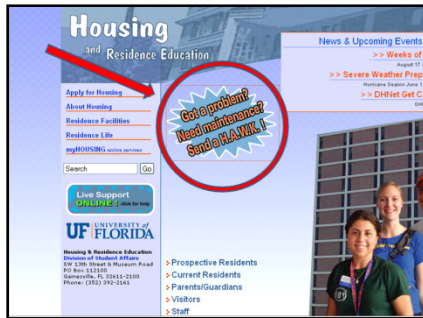 Housing
and Residence Education
News & Upcoming Events
>> Weeks of
August 17 -
>> Severe Weather Prep
Hurricane Season June 1
>> DHNet Get C
Apply for Housing
About Housing
Residence Facilities
Residence Life
myHOUSING online services
Search Go
Got a problem?
Need maintenance?
Send a H.A.W.K. !
Live Support
ONLINE ! click for help
UF UNIVERSITY of
FLORIDA
Housing & Residence Education
Division of Student Affairs
SW 13th Street & Museum Road
PO Box 112100
Gainesville, FL 32611-2100
Phone: (352) 392-2161
> Prospective Residents
> Current Residents
> Parents/Guardians
> Visitors
> Staff